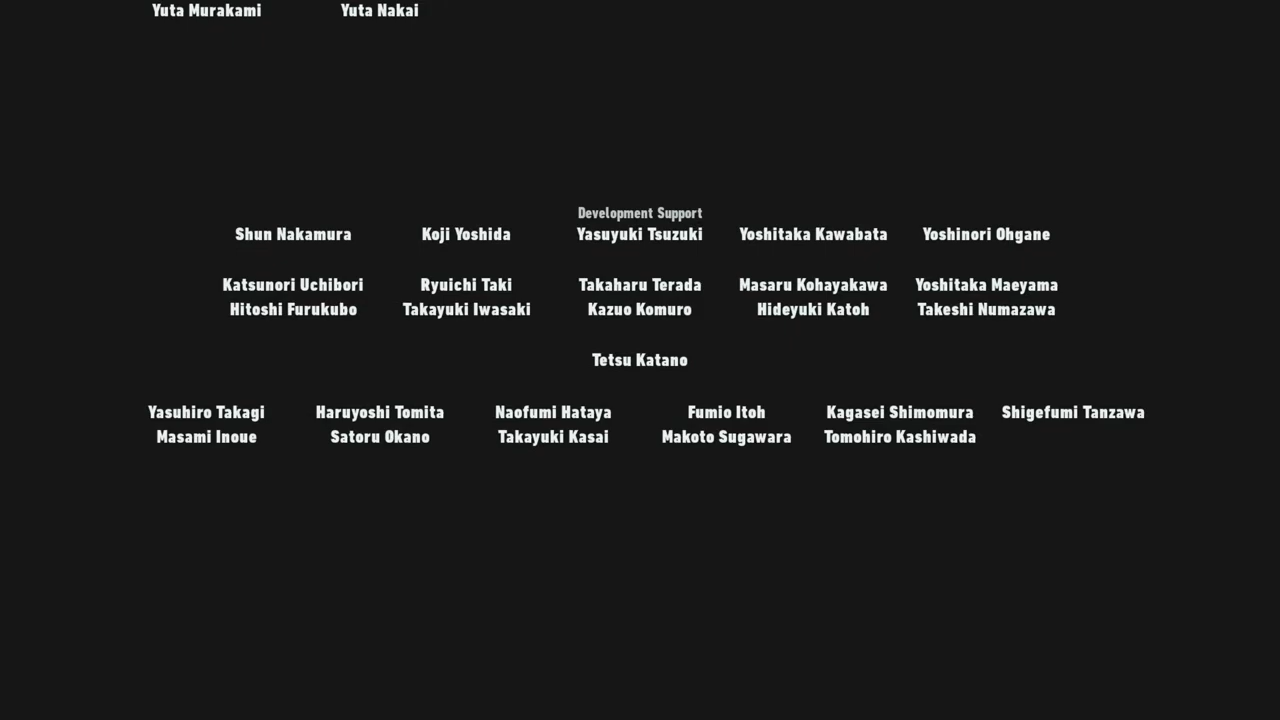 Yuta Murakami Yuta Nakai
Development Support
Shun Nakamura Koji Yoshida Yasuyuki Tsuzuki Yoshitaka Kawabata Yoshinori Ohgane
Katsunori Uchibori Ryuichi Taki Takaharu Terada Masaru Kohayakawa Yoshitaka Maeyama
Hitoshi Furukubo Takayuki Iwasaki Kazuo Komuro Hideyuki Katoh Takeshi Numazawa
Tetsu Katano
Yasuhiro Takagi Haruyoshi Tomita Naofumi Hataya Fumio Itoh Kagasei Shimomura Shigefumi Tanzawa
Masami Inoue Satoru Okano Takayuki Kasai Makoto Sugawara Tomohiro Kashiwada